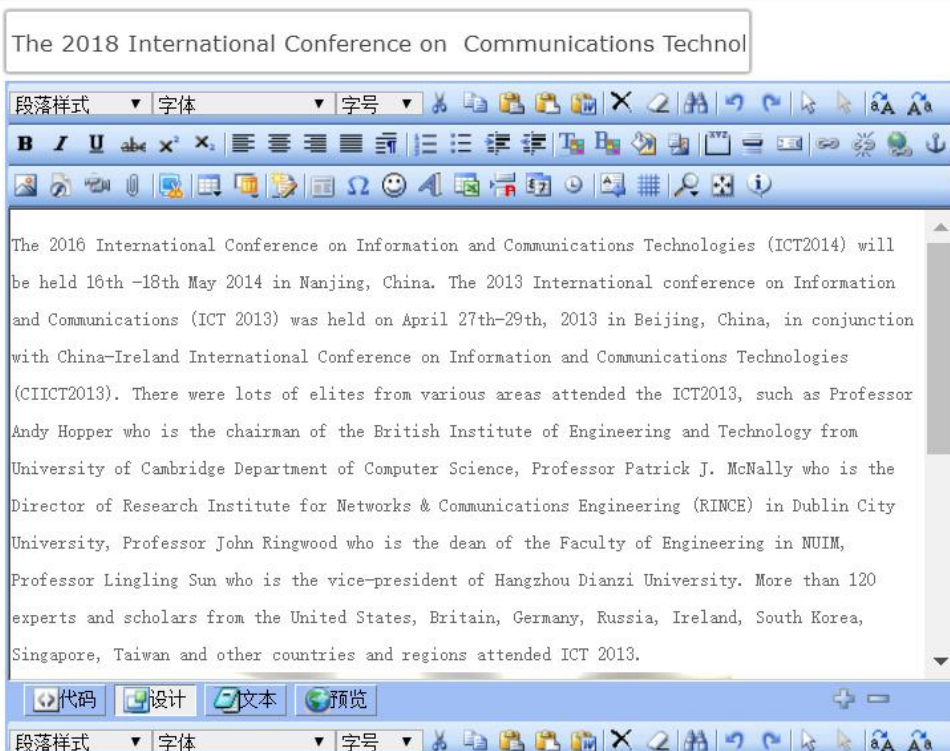 The 2018 International Conference on  Communications Technol
段落样式 字体 字号
B I U abc x² x₂
The 2016 International Conference on Information and Communications Technologies (ICT2014) will
be held 16th -18th May 2014 in Nanjing, China. The 2013 International conference on Information
and Communications (ICT 2013) was held on April 27th-29th, 2013 in Beijing, China, in conjunction
with China-Ireland International Conference on Information and Communications Technologies
(CIICT2013). There were lots of elites from various areas attended the ICT2013, such as Professor
Andy Hopper who is the chairman of the British Institute of Engineering and Technology from
University of Cambridge Department of Computer Science, Professor Patrick J. McNally who is the
Director of Research Institute for Networks & Communications Engineering (RINCE) in Dublin City
University, Professor John Ringwood who is the dean of the Faculty of Engineering in NUIM,
Professor Lingling Sun who is the vice-president of Hangzhou Dianzi University. More than 120
experts and scholars from the United States, Britain, Germany, Russia, Ireland, South Korea,
Singapore, Taiwan and other countries and regions attended ICT 2013.
代码 设计 文本 预览
段落样式 字体 字号